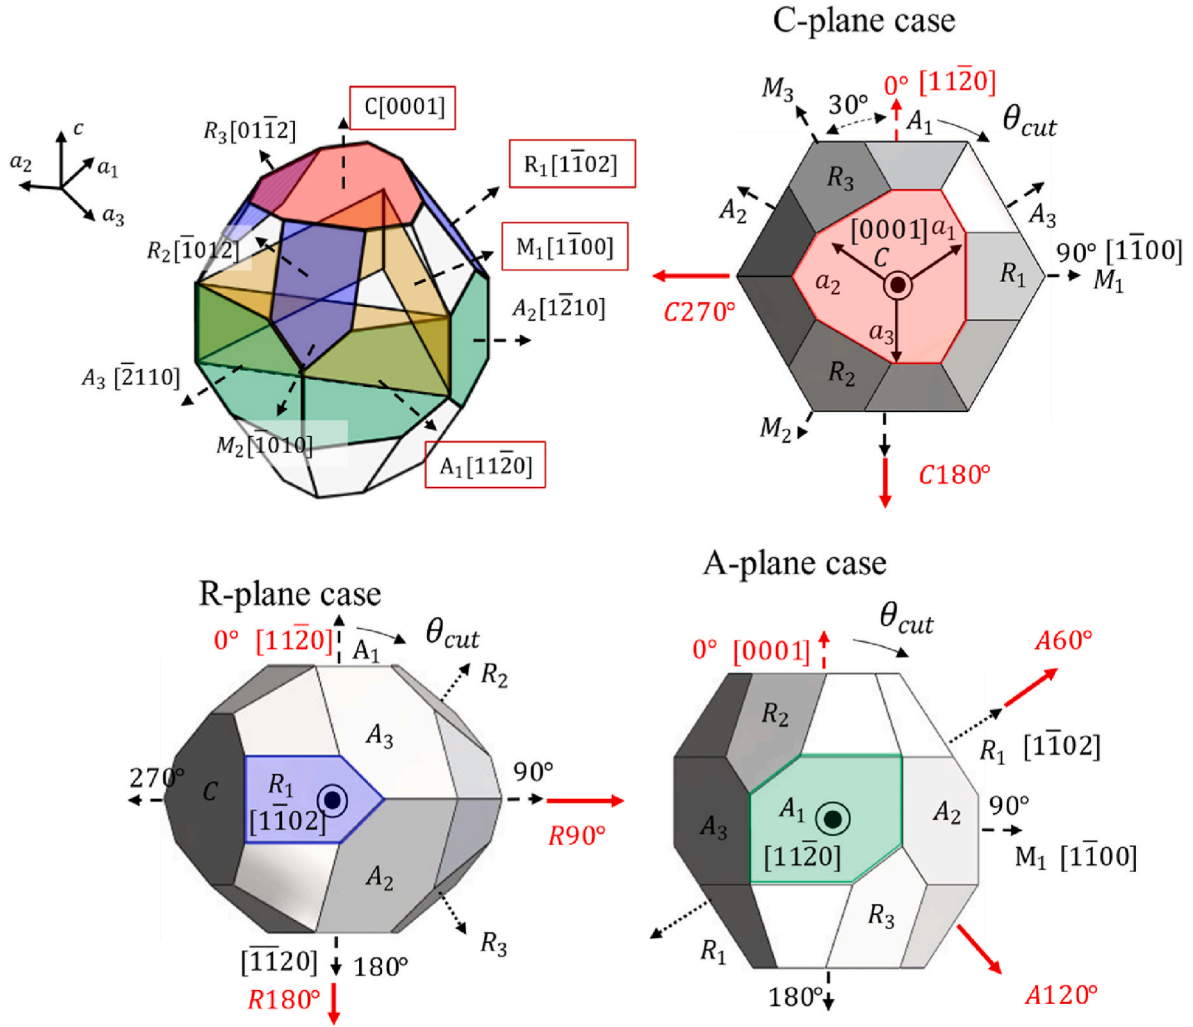 C-plane case
C[0001]
R₃[011̅2]
c
a₂
a₁
a₃
R₁[11̅02]
R₂[1̅012]
M₁[11̅00]
A₂[12̅10]
A₃[2̅110]
M₂[1̅010]
A₁[112̅0]
0° [112̅0]
M₃
30°
A₁
θcut
R₃
A₂
A₃
[0001]
a₁
C
90° [11̅00]
R₁
M₁
a₂
C270°
a₃
R₂
M₂
C180°
R-plane case
0° [112̅0]
A₁
θcut
R₂
A₃
270°
C
R₁
[11̅02]
90°
R90°
A₂
R₃
[1̅1̅20]
180°
R180°
A-plane case
0° [0001]
θcut
A60°
R₂
R₁ [11̅02]
A₁
A₃
[112̅0]
A₂
90°
M₁ [11̅00]
R₃
R₁
180°
A120°